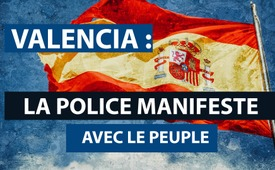 VALENCIA :
LA POLICE MANIFESTE
AVEC LE PEUPLE